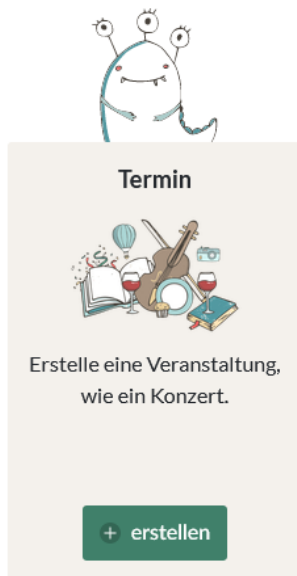 Termin
Erstelle eine Veranstaltung,
wie ein Konzert.
+ erstellen